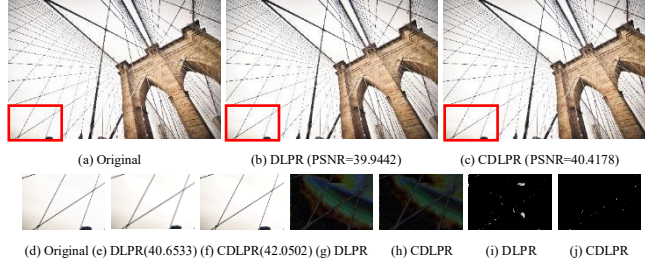 (a) Original (b) DLPR (PSNR=39.9442) (c) CDLPR (PSNR=40.4178)
(d) Original (e) DLPR(40.6533) (f) CDLPR(42.0502) (g) DLPR (h) CDLPR (i) DLPR (j) CDLPR